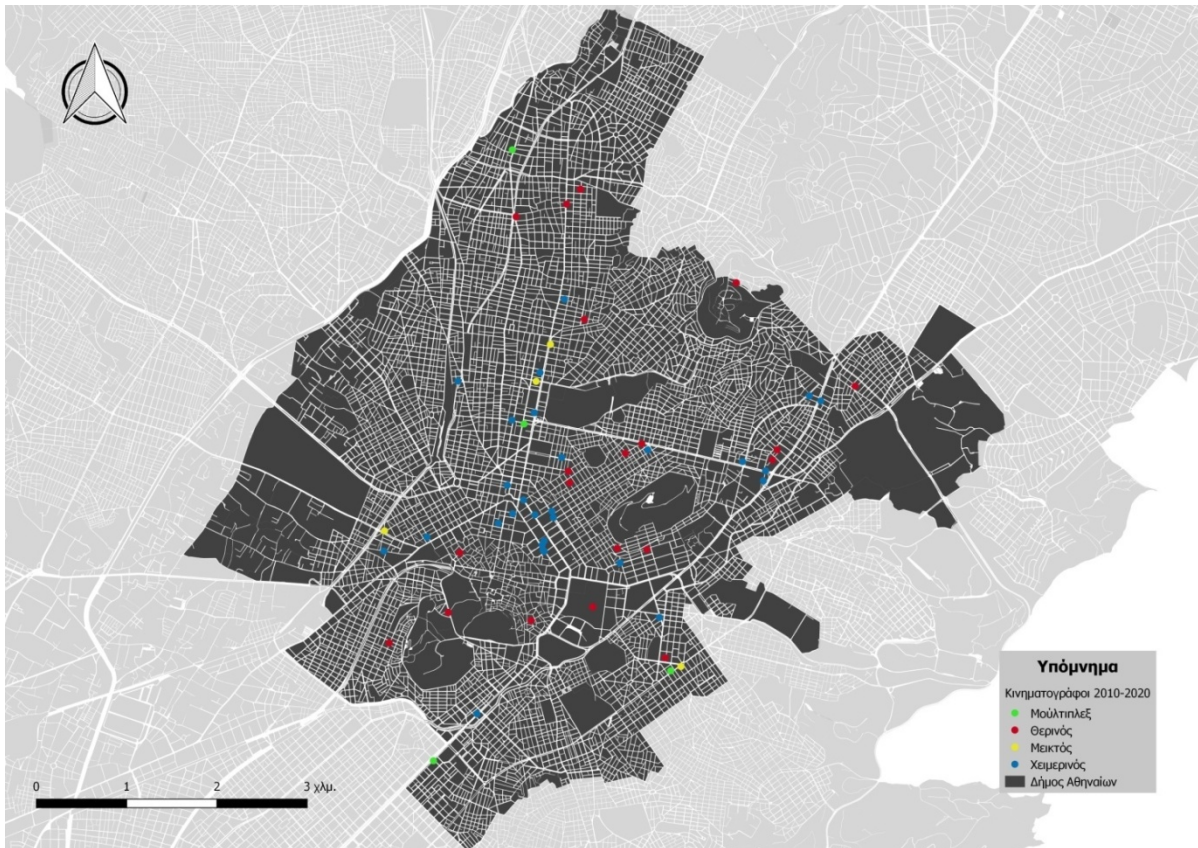 Υπόμνημα
Κινηματογράφοι 2010-2020
Μούλτιπλεξ
Θερινός
Μεικτός
Χειμερινός
Δήμος Αθηναίων
0 1 2 3 χλμ.